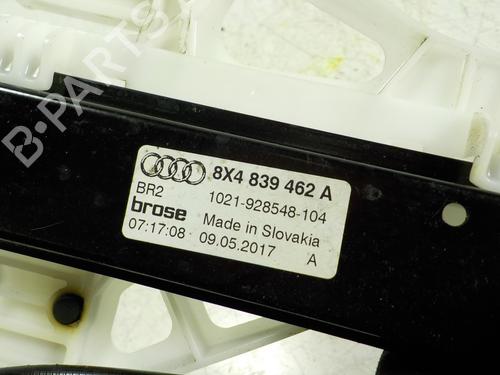 B-PARTS
8X4 839 462 A
BR2
1021-928548-104
brose
Made in Slovakia
07:17:08 09.05.2017 A